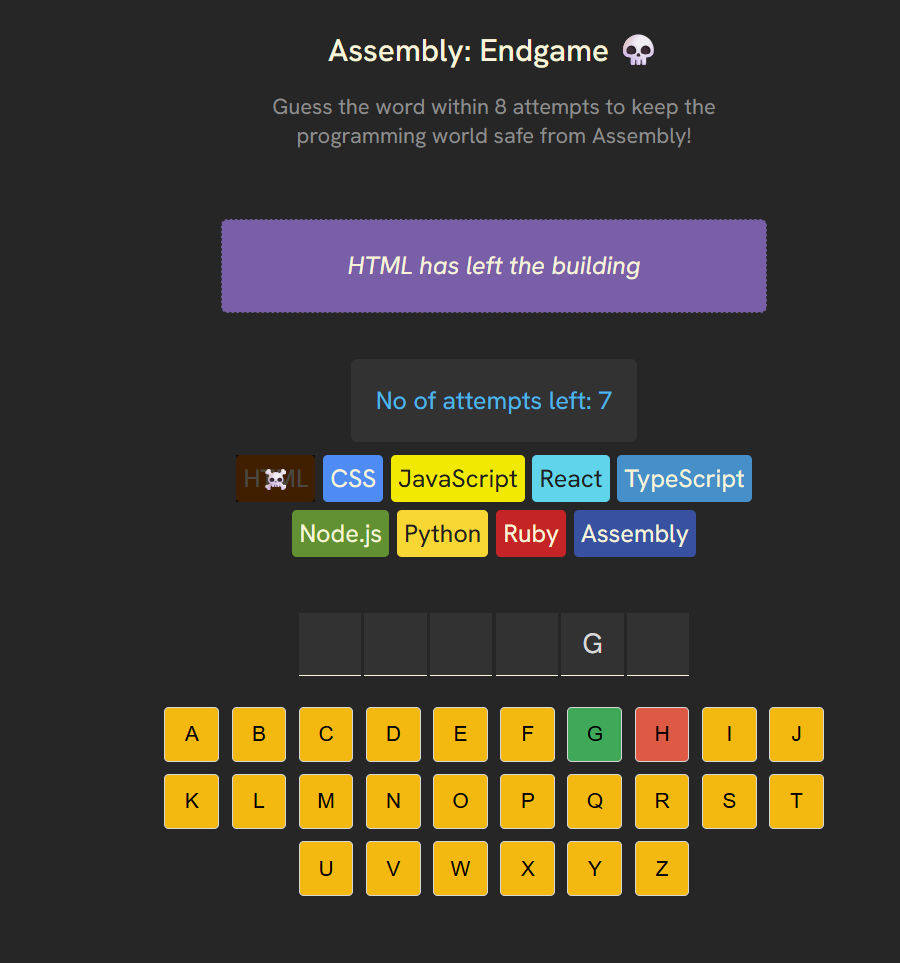 Assembly: Endgame 💀
Guess the word within 8 attempts to keep the
programming world safe from Assembly!
HTML has left the building
No of attempts left: 7
HTML CSS JavaScript React TypeScript
Node.js Python Ruby Assembly
G
A B C D E F G H I J
K L M N O P Q R S T
U V W X Y Z